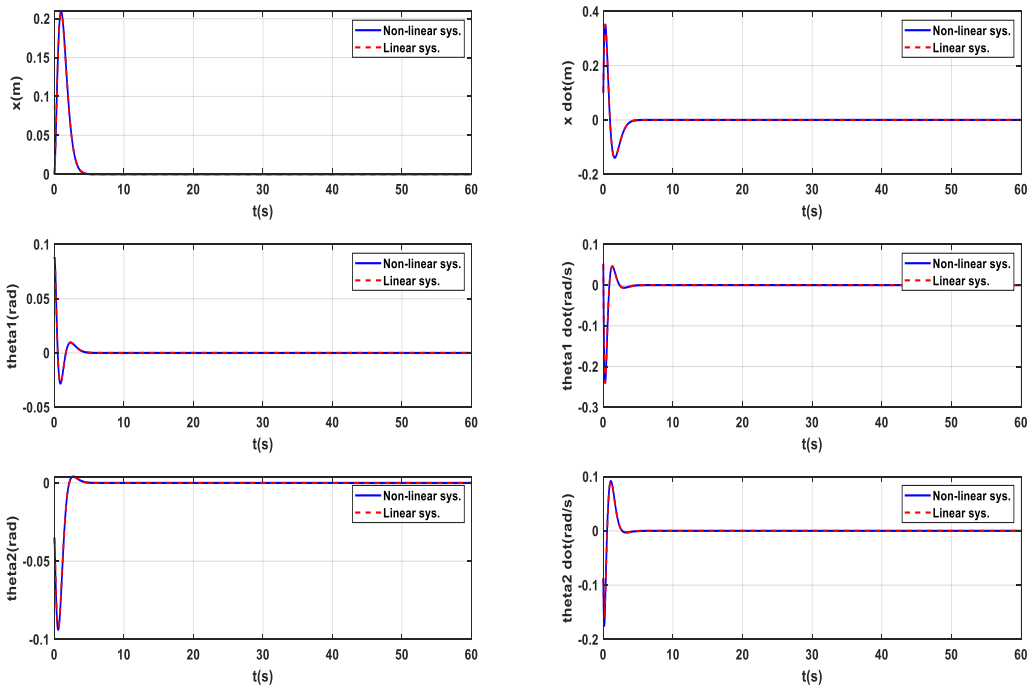 0.2
0.15
0.1
0.05
0
x(m)
Non-linear sys.
Linear sys.
0 10 20 30 40 50 60
t(s)
0.4
0.2
0
-0.2
x dot(m)
Non-linear sys.
Linear sys.
0 10 20 30 40 50 60
t(s)
0.1
0.05
0
-0.05
theta1(rad)
Non-linear sys.
Linear sys.
0 10 20 30 40 50 60
t(s)
0.1
0
-0.1
-0.2
-0.3
theta1 dot(rad/s)
Non-linear sys.
Linear sys.
0 10 20 30 40 50 60
t(s)
0
-0.05
-0.1
theta2(rad)
Non-linear sys.
Linear sys.
0 10 20 30 40 50 60
t(s)
0.1
0
-0.1
-0.2
theta2 dot(rad/s)
Non-linear sys.
Linear sys.
0 10 20 30 40 50 60
t(s)